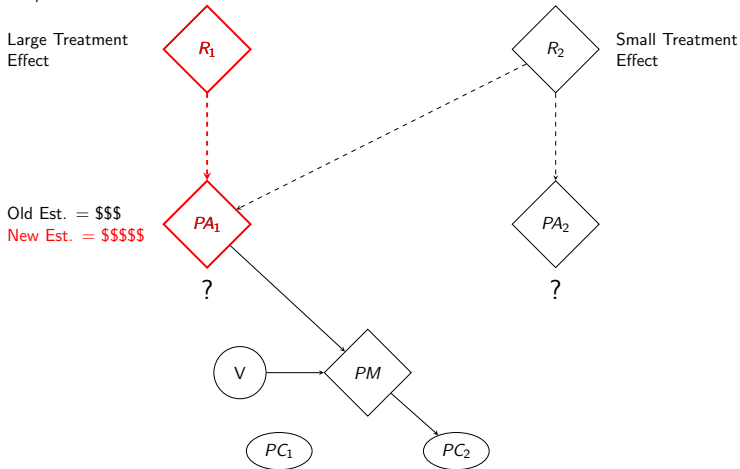 Large Treatment
Effect
R₁
R₂
Small Treatment
Effect
Old Est. = $$$
New Est. = $$$$$
PA₁
PA₂
?
?
V
PM
PC₁
PC₂